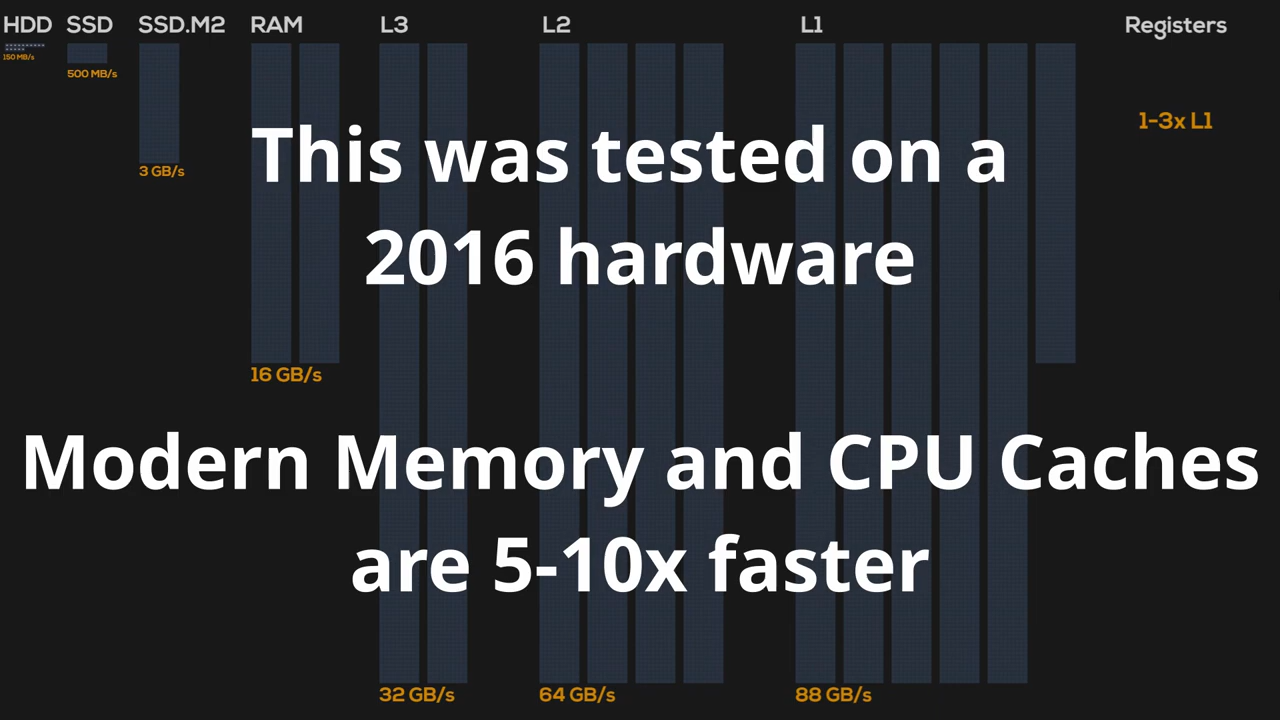 HDD SSD SSD.M2 RAM L3 L2 L1 Registers
150 MB/s
500 MB/s
1-3x L1
This was tested on a
3 GB/s
2016 hardware
16 GB/s
Modern Memory and CPU Caches
are 5-10x faster
32 GB/s 64 GB/s 88 GB/s